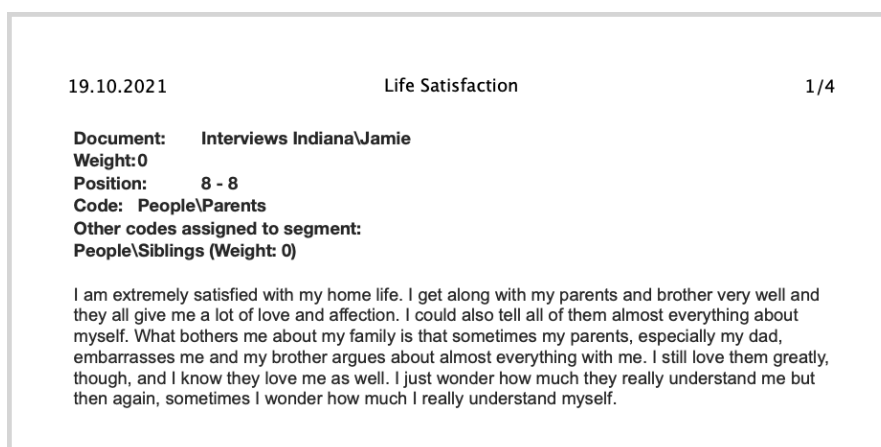 19.10.2021 Life Satisfaction 1/4
Document: Interviews Indiana\Jamie
Weight:0
Position: 8 - 8
Code: People\Parents
Other codes assigned to segment:
People\Siblings (Weight: 0)
I am extremely satisfied with my home life. I get along with my parents and brother very well and
they all give me a lot of love and affection. I could also tell all of them almost everything about
myself. What bothers me about my family is that sometimes my parents, especially my dad,
embarrasses me and my brother argues about almost everything with me. I still love them greatly,
though, and I know they love me as well. I just wonder how much they really understand me but
then again, sometimes I wonder how much I really understand myself.